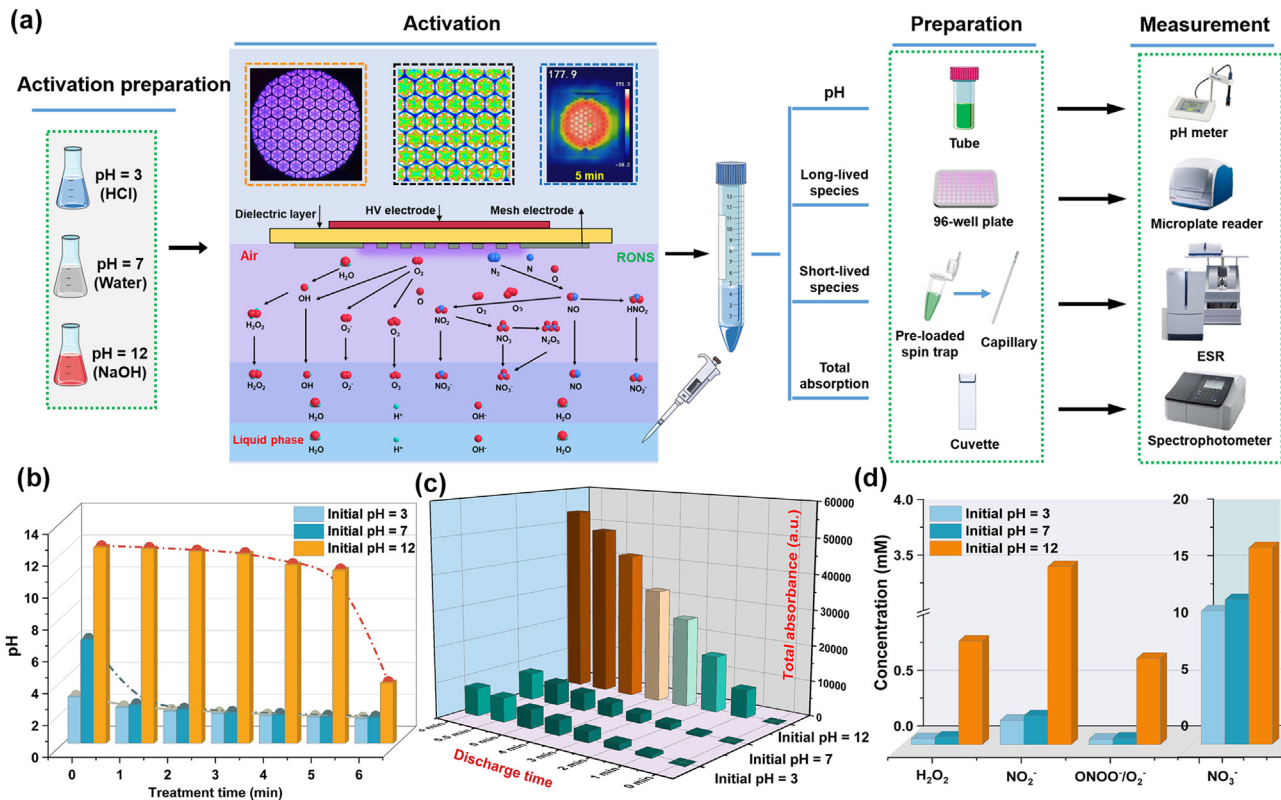 (a)
Activation preparation
pH = 3
(HCl)
pH = 7
(Water)
pH = 12
(NaOH)
Activation
177.9
191.3
5 min
Dielectric layer
HV electrode
Mesh electrode
Air
RONS
H₂O
O₂
N₂
N
O
OH
O
O₂
O₃
NO
HNO₂
H₂O₂
O₂⁻
O₃
NO₂
NO₃
N₂O₅
H₂O₂
OH
O₂⁻
O₃
NO₂⁻
NO₃⁻
NO
NO₂⁻
H₂O
H⁺
OH⁻
H₂O
Liquid phase
H₂O
H⁺
OH⁻
H₂O
pH
Long-lived
species
Short-lived
species
Total
absorption
Preparation
Tube
96-well plate
Pre-loaded
spin trap
Capillary
Cuvette
Measurement
pH meter
Microplate reader
ESR
Spectrophotometer
(b)
Initial pH = 3
Initial pH = 7
Initial pH = 12
pH
14
12
10
8
6
4
2
0
0 1 2 3 4 5 6
Treatment time (min)
(c)
60000
50000
40000
30000
20000
10000
0
Total absorbance (a.u.)
6 min
5.5 min
5 min
4 min
3 min
2 min
1 min
0 min
Discharge time
Initial pH = 12
Initial pH = 7
Initial pH = 3
(d)
Initial pH = 3
Initial pH = 7
Initial pH = 12
Concentration (mM)
4.0
3.5
0.5
0.0
20
15
10
5
0
H₂O₂ NO₂⁻ ONOO⁻/O₂⁻ NO₃⁻